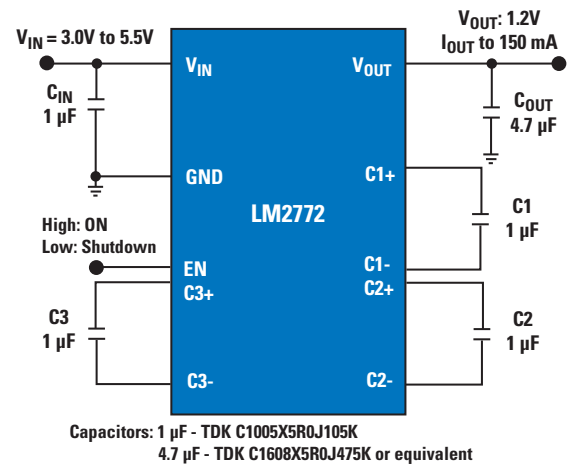 VIN = 3.0V to 5.5V
VOUT: 1.2V
IOUT to 150 mA
VIN
VOUT
CIN
1 µF
COUT
4.7 µF
GND
C1+
LM2772
C1
1 µF
High: ON
Low: Shutdown
EN
C1-
C3+
C2+
C3
1 µF
C2
1 µF
C3-
C2-
Capacitors: 1 µF - TDK C1005X5R0J105K
4.7 µF - TDK C1608X5R0J475K or equivalent